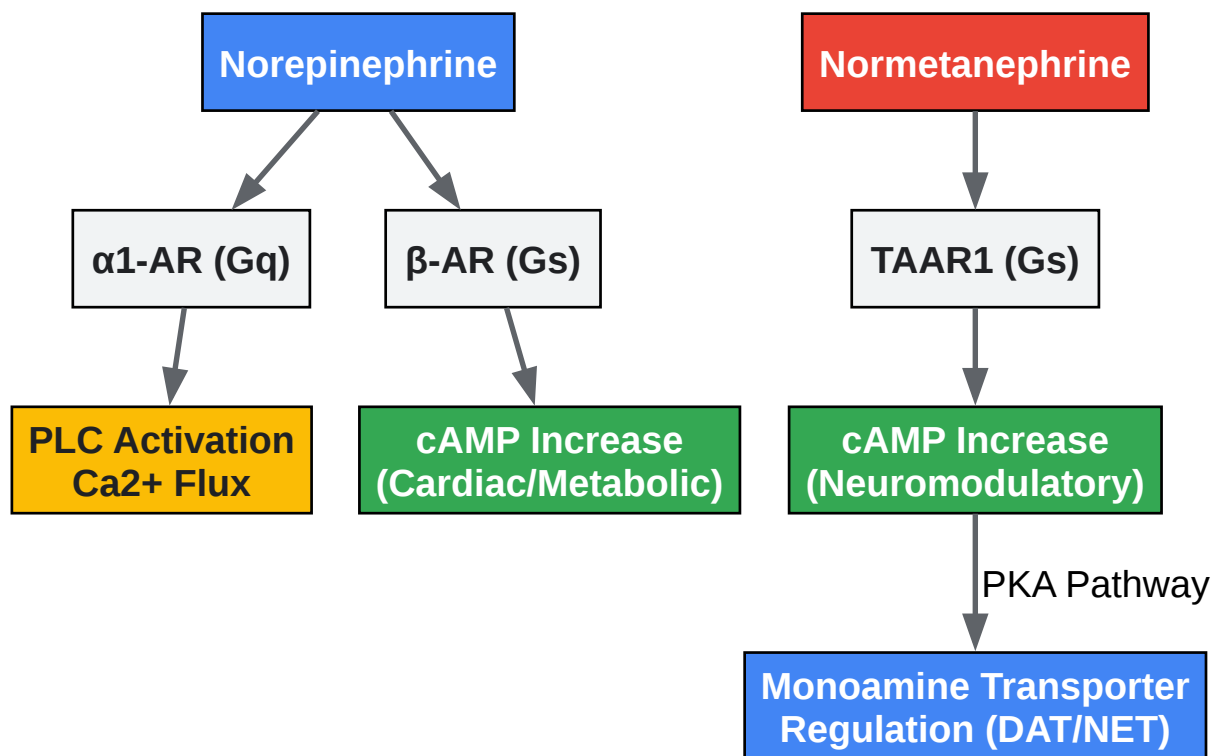 Norepinephrine
Normetanephrine
α1-AR (Gq)
β-AR (Gs)
TAAR1 (Gs)
PLC Activation
Ca2+ Flux
cAMP Increase
(Cardiac/Metabolic)
cAMP Increase
(Neuromodulatory)
PKA Pathway
Monoamine Transporter
Regulation (DAT/NET)